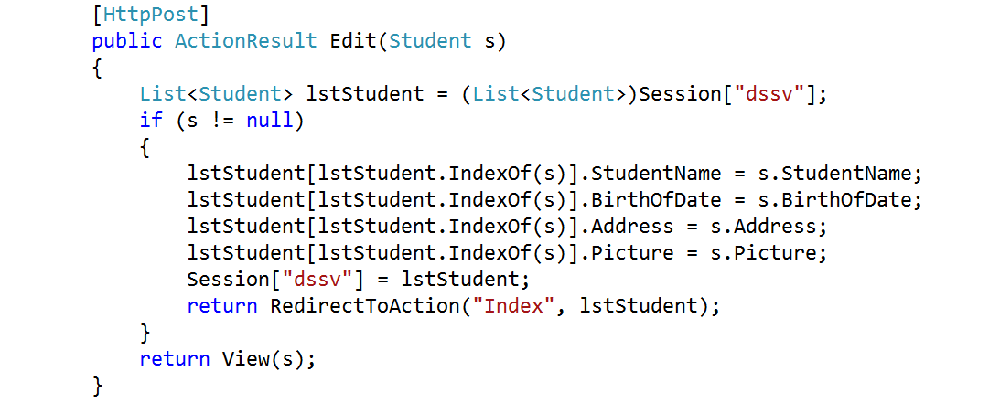 [HttpPost]
public ActionResult Edit(Student s)
{
    List<Student> lstStudent = (List<Student>)Session["dssv"];
    if (s != null)
    {
        lstStudent[lstStudent.IndexOf(s)].StudentName = s.StudentName;
        lstStudent[lstStudent.IndexOf(s)].BirthOfDate = s.BirthOfDate;
        lstStudent[lstStudent.IndexOf(s)].Address = s.Address;
        lstStudent[lstStudent.IndexOf(s)].Picture = s.Picture;
        Session["dssv"] = lstStudent;
        return RedirectToAction("Index", lstStudent);
    }
    return View(s);
}